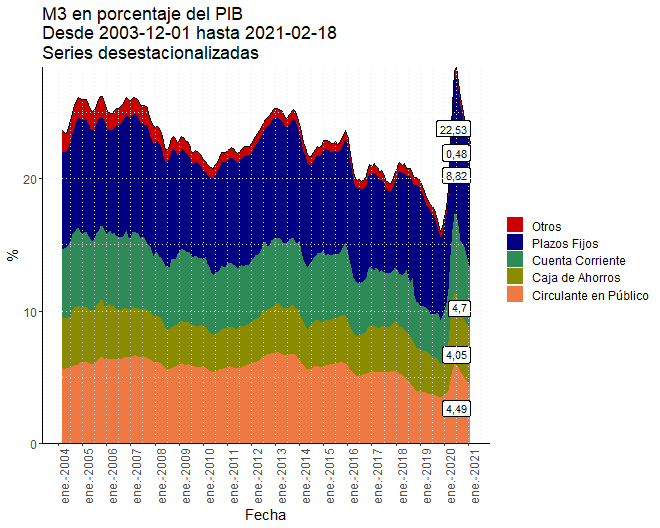 M3 en porcentaje del PIB
Desde 2003-12-01 hasta 2021-02-18
Series desestacionalizadas
%
20
10
0
22,53
0,48
8,82
4,7
4,05
4,49
Otros
Plazos Fijos
Cuenta Corriente
Caja de Ahorros
Circulante en Público
ene.-2004
ene.-2005
ene.-2006
ene.-2007
ene.-2008
ene.-2009
ene.-2010
ene.-2011
ene.-2012
ene.-2013
ene.-2014
ene.-2015
ene.-2016
ene.-2017
ene.-2018
ene.-2019
ene.-2020
ene.-2021
Fecha